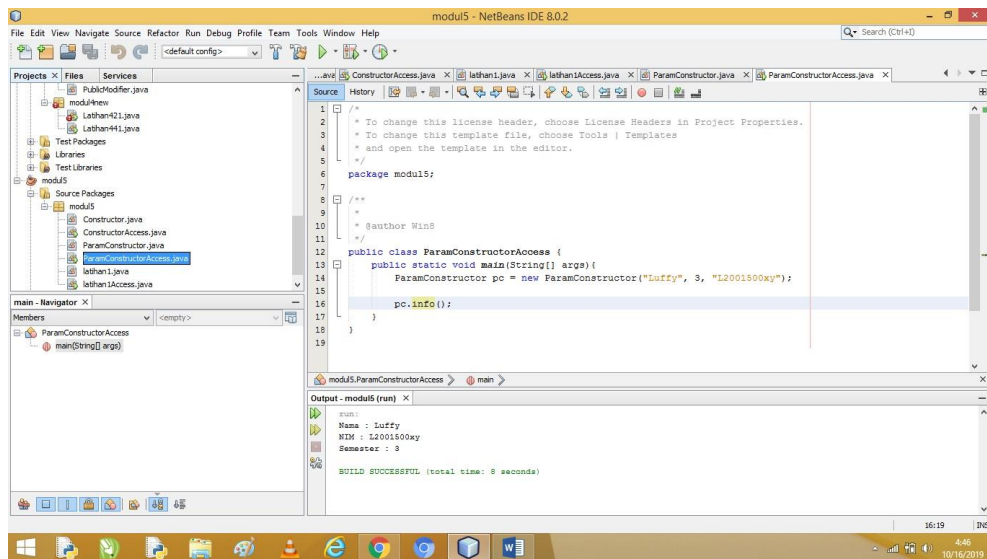 modul5 - NetBeans IDE 8.0.2
File Edit View Navigate Source Refactor Run Debug Profile Team Tools Window Help
Search (Ctrl+I)
<default config>
Projects Files Services
PublicModifier.java
modul4new
Latihan421.java
Latihan441.java
Test Packages
Libraries
Test Libraries
modul5
Source Packages
modul5
Constructor.java
ConstructorAccess.java
ParamConstructor.java
ParamConstructorAccess.java
latihan1.java
latihan1Access.java
main - Navigator
Members <empty>
ParamConstructorAccess
main(String[] args)
...ava ConstructorAccess.java latihan1.java latihan1Access.java ParamConstructor.java ParamConstructorAccess.java
Source History
1 /*
2 * To change this license header, choose License Headers in Project Properties.
3 * To change this template file, choose Tools | Templates
4 * and open the template in the editor.
5 */
6 package modul5;
7
8 /**
9 *
10 * @author Win8
11 */
12 public class ParamConstructorAccess {
13 public static void main(String[] args){
14 ParamConstructor pc = new ParamConstructor("Luffy", 3, "L2001500xy");
15
16 pc.info();
17 }
18 }
19
modul5.ParamConstructorAccess main
Output - modul5 (run)
run:
Nama : Luffy
NIM : L2001500xy
Semester : 3
BUILD SUCCESSFUL (total time: 8 seconds)
16:19 INS
4:46
10/16/2019